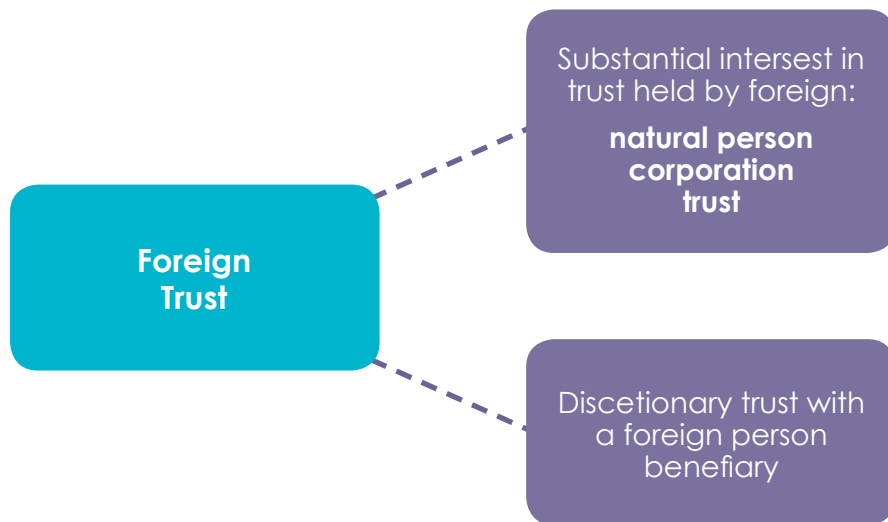 Substantial intersest in
trust held by foreign:
natural person
corporation
trust
Foreign
Trust
Discetionary trust with
a foreign person
benefiary